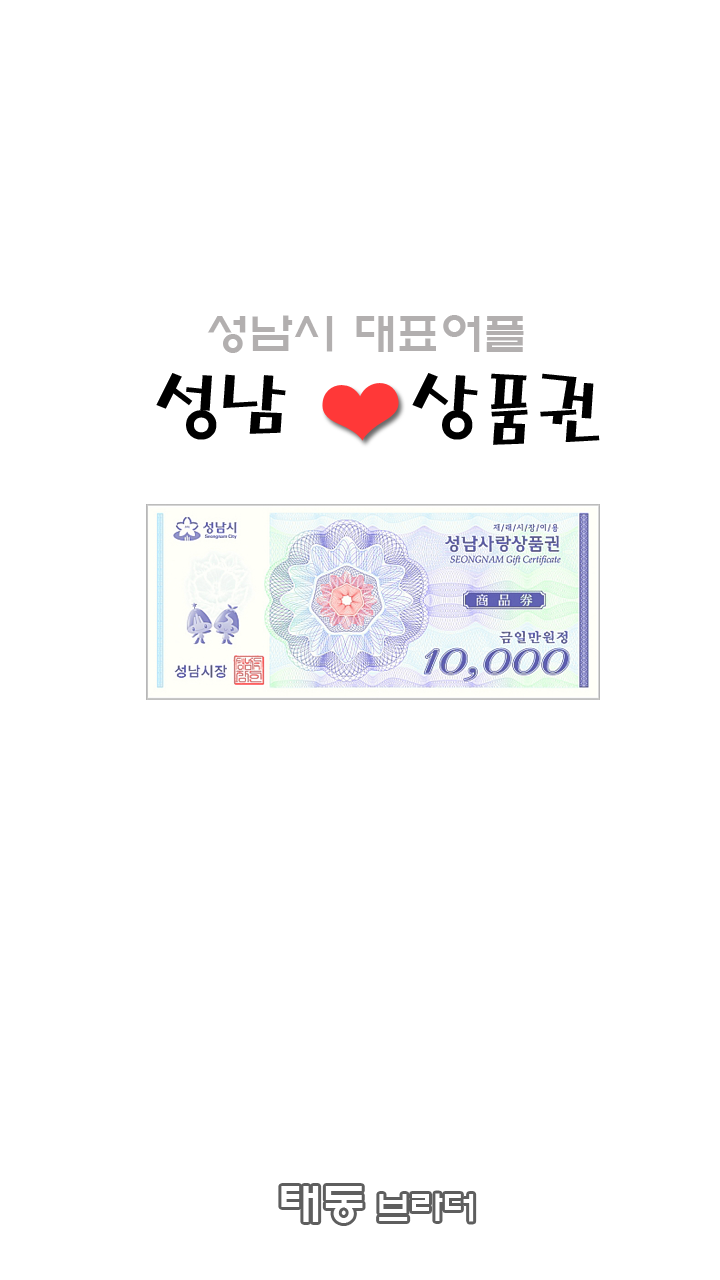 성남시 대표어플
성남 ❤ 상품권
성남시
Seongnam City
재/래/시/장/이/용
성남사랑상품권
SEONGNAM Gift Certificate
商品券
금일만원정
10,000
성남시장
태동 브라더